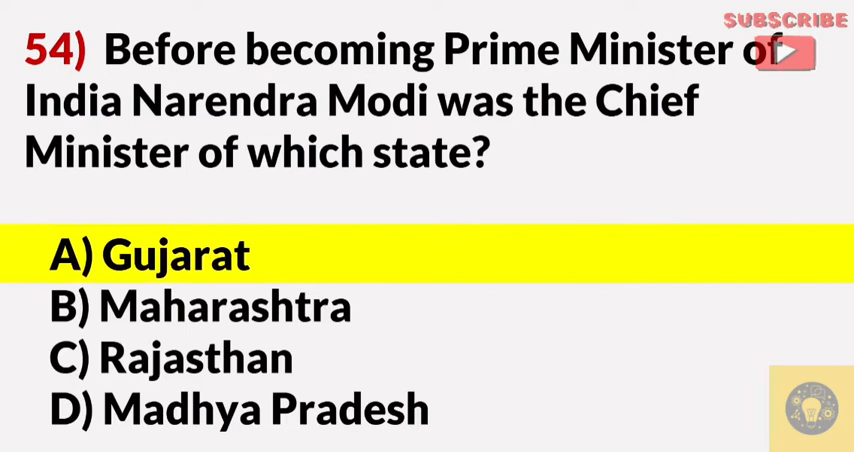 SUBSCRIBE
54) Before becoming Prime Minister of
India Narendra Modi was the Chief
Minister of which state?
A) Gujarat
B) Maharashtra
C) Rajasthan
D) Madhya Pradesh